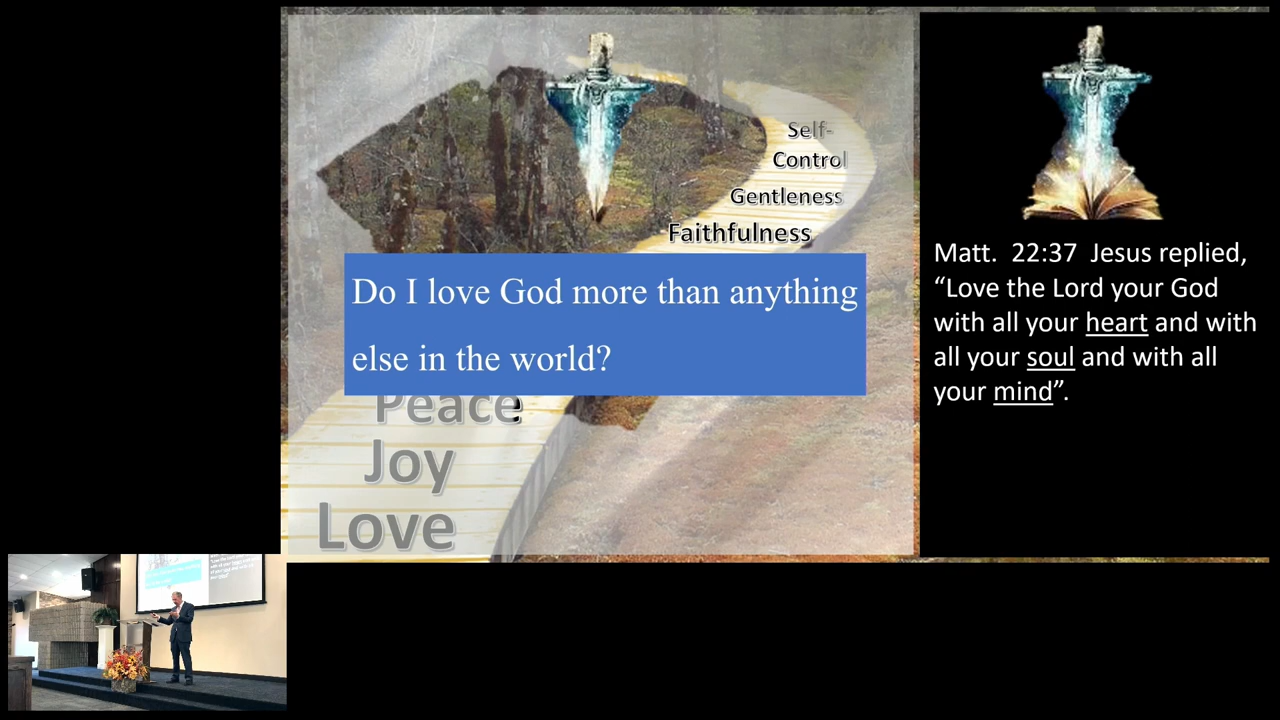 Self-
Control
Gentleness
Faithfulness
Do I love God more than anything
else in the world?
Peace
Joy
Love
Matt. 22:37 Jesus replied,
“Love the Lord your God
with all your heart and with
all your soul and with all
your mind”.